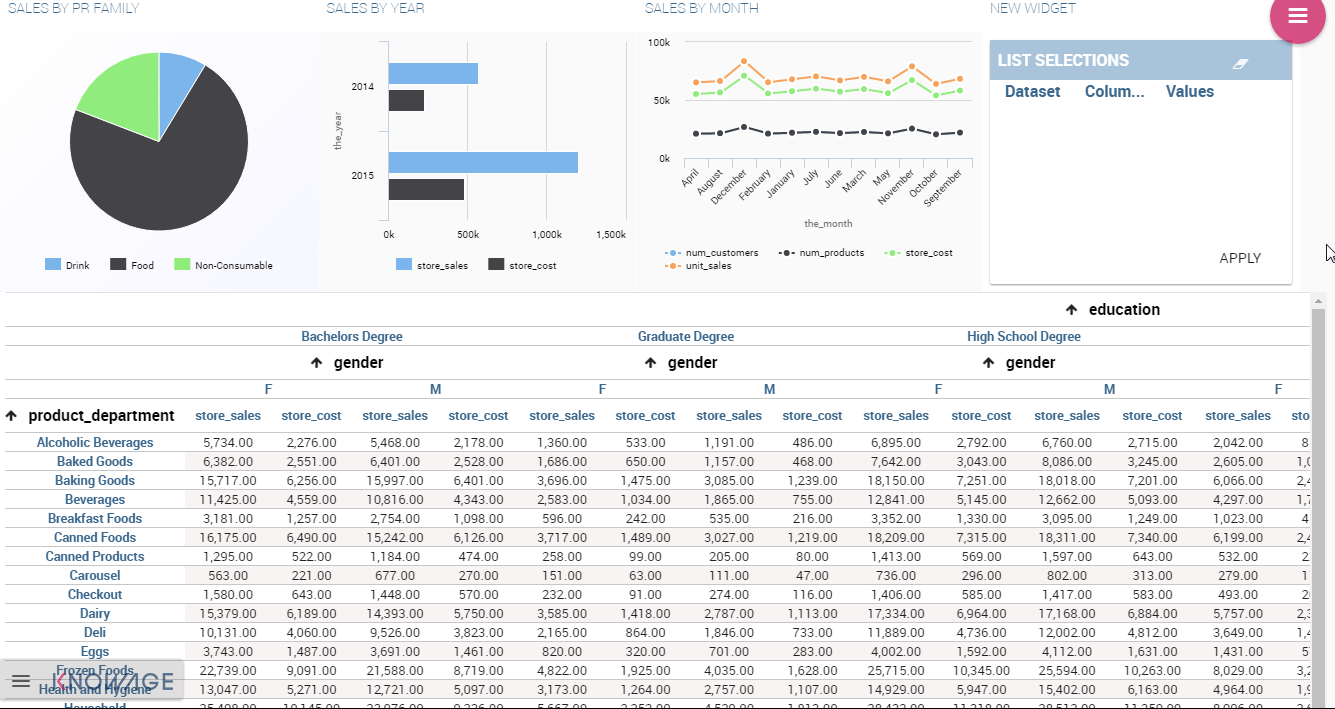 SALES BY PR FAMILY
SALES BY YEAR
SALES BY MONTH
NEW WIDGET
Drink Food Non-Consumable
the_year
2014
2015
0k 500k 1,000k 1,500k
store_sales store_cost
100k
50k
0k
April August December February January July June March May November October September
the_month
num_customers num_products store_cost
unit_sales
LIST SELECTIONS
Dataset Colum... Values
APPLY
education
Bachelors Degree Graduate Degree High School Degree
gender gender gender
F M F M F M F
product_department store_sales store_cost store_sales store_cost store_sales store_cost store_sales store_cost store_sales store_cost store_sales store_cost store_sales sto
Alcoholic Beverages 5,734.00 2,276.00 5,468.00 2,178.00 1,360.00 533.00 1,191.00 486.00 6,895.00 2,792.00 6,760.00 2,715.00 2,042.00 8
Baked Goods 6,382.00 2,551.00 6,401.00 2,528.00 1,686.00 650.00 1,157.00 468.00 7,642.00 3,043.00 8,086.00 3,245.00 2,605.00 1,0
Baking Goods 15,717.00 6,256.00 15,997.00 6,401.00 3,696.00 1,475.00 3,085.00 1,239.00 18,150.00 7,251.00 18,018.00 7,201.00 6,066.00 2,4
Beverages 11,425.00 4,559.00 10,816.00 4,343.00 2,583.00 1,034.00 1,865.00 755.00 12,841.00 5,145.00 12,662.00 5,093.00 4,297.00 1,7
Breakfast Foods 3,181.00 1,257.00 2,754.00 1,098.00 596.00 242.00 535.00 216.00 3,352.00 1,330.00 3,095.00 1,249.00 1,023.00 4
Canned Foods 16,175.00 6,490.00 15,242.00 6,126.00 3,717.00 1,489.00 3,027.00 1,219.00 18,209.00 7,315.00 18,311.00 7,340.00 6,199.00 2,4
Canned Products 1,295.00 522.00 1,184.00 474.00 258.00 99.00 205.00 80.00 1,413.00 569.00 1,597.00 643.00 532.00 2
Carousel 563.00 221.00 677.00 270.00 151.00 63.00 111.00 47.00 736.00 296.00 802.00 313.00 279.00 1
Checkout 1,580.00 643.00 1,448.00 570.00 232.00 91.00 274.00 116.00 1,406.00 585.00 1,417.00 583.00 493.00 2
Dairy 15,379.00 6,189.00 14,393.00 5,750.00 3,585.00 1,418.00 2,787.00 1,113.00 17,334.00 6,964.00 17,168.00 6,884.00 5,757.00 2,3
Deli 10,131.00 4,060.00 9,526.00 3,823.00 2,165.00 864.00 1,846.00 733.00 11,889.00 4,736.00 12,002.00 4,812.00 3,649.00 1,4
Eggs 3,743.00 1,487.00 3,691.00 1,461.00 820.00 320.00 701.00 283.00 4,002.00 1,592.00 4,112.00 1,631.00 1,431.00 5
Frozen Foods 22,739.00 9,091.00 21,588.00 8,719.00 4,822.00 1,925.00 4,035.00 1,628.00 25,715.00 10,345.00 25,594.00 10,263.00 8,029.00 3,2
KNOWAGE
Health and Hygiene 13,047.00 5,271.00 12,721.00 5,097.00 3,173.00 1,264.00 2,757.00 1,107.00 14,929.00 5,947.00 15,402.00 6,163.00 4,964.00 1,9
Household